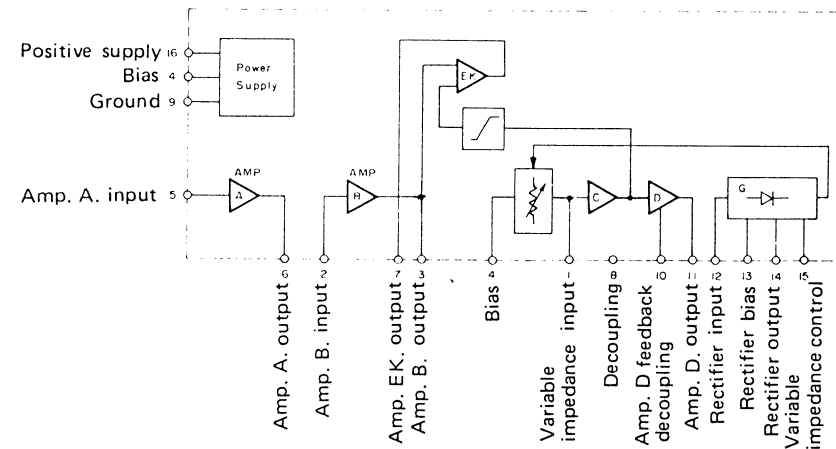 Positive supply 16
Bias 4
Ground 9
Power
Supply
EK
AMP
A
AMP
B
C
D
G
Amp. A. input 5
6
2
7
3
4
1
8
10
11
12
13
14
15
Amp. A. output
Amp. B. input
Amp. EK. output
Amp. B. output
Bias
Variable
impedance input
Decoupling
Amp. D feedback
decoupling
Amp. D. output
Rectifier input
Rectifier bias
Rectifier output
Variable
impedance control